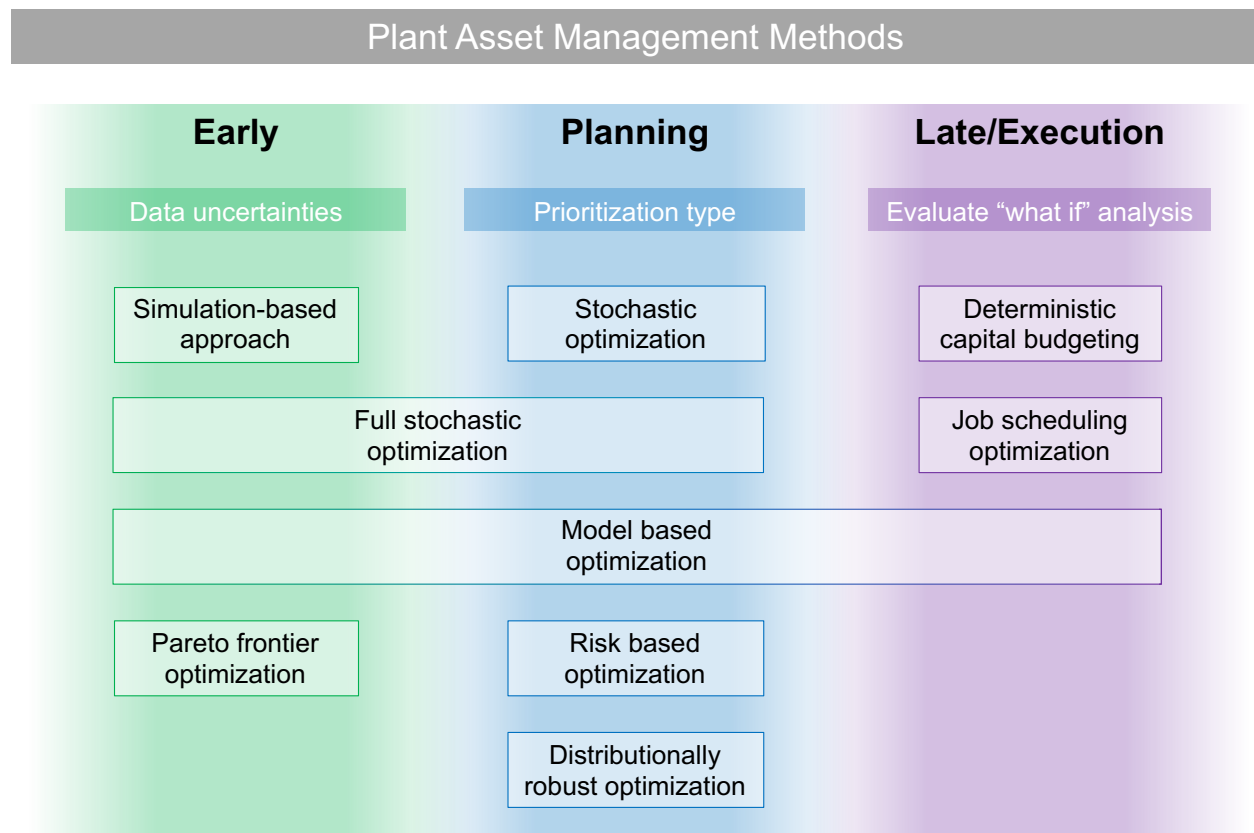 Plant Asset Management Methods
Early
Planning
Late/Execution
Data uncertainties
Prioritization type
Evaluate “what if” analysis
Simulation-based
approach
Stochastic
optimization
Deterministic
capital budgeting
Full stochastic
optimization
Job scheduling
optimization
Model based
optimization
Pareto frontier
optimization
Risk based
optimization
Distributionally
robust optimization